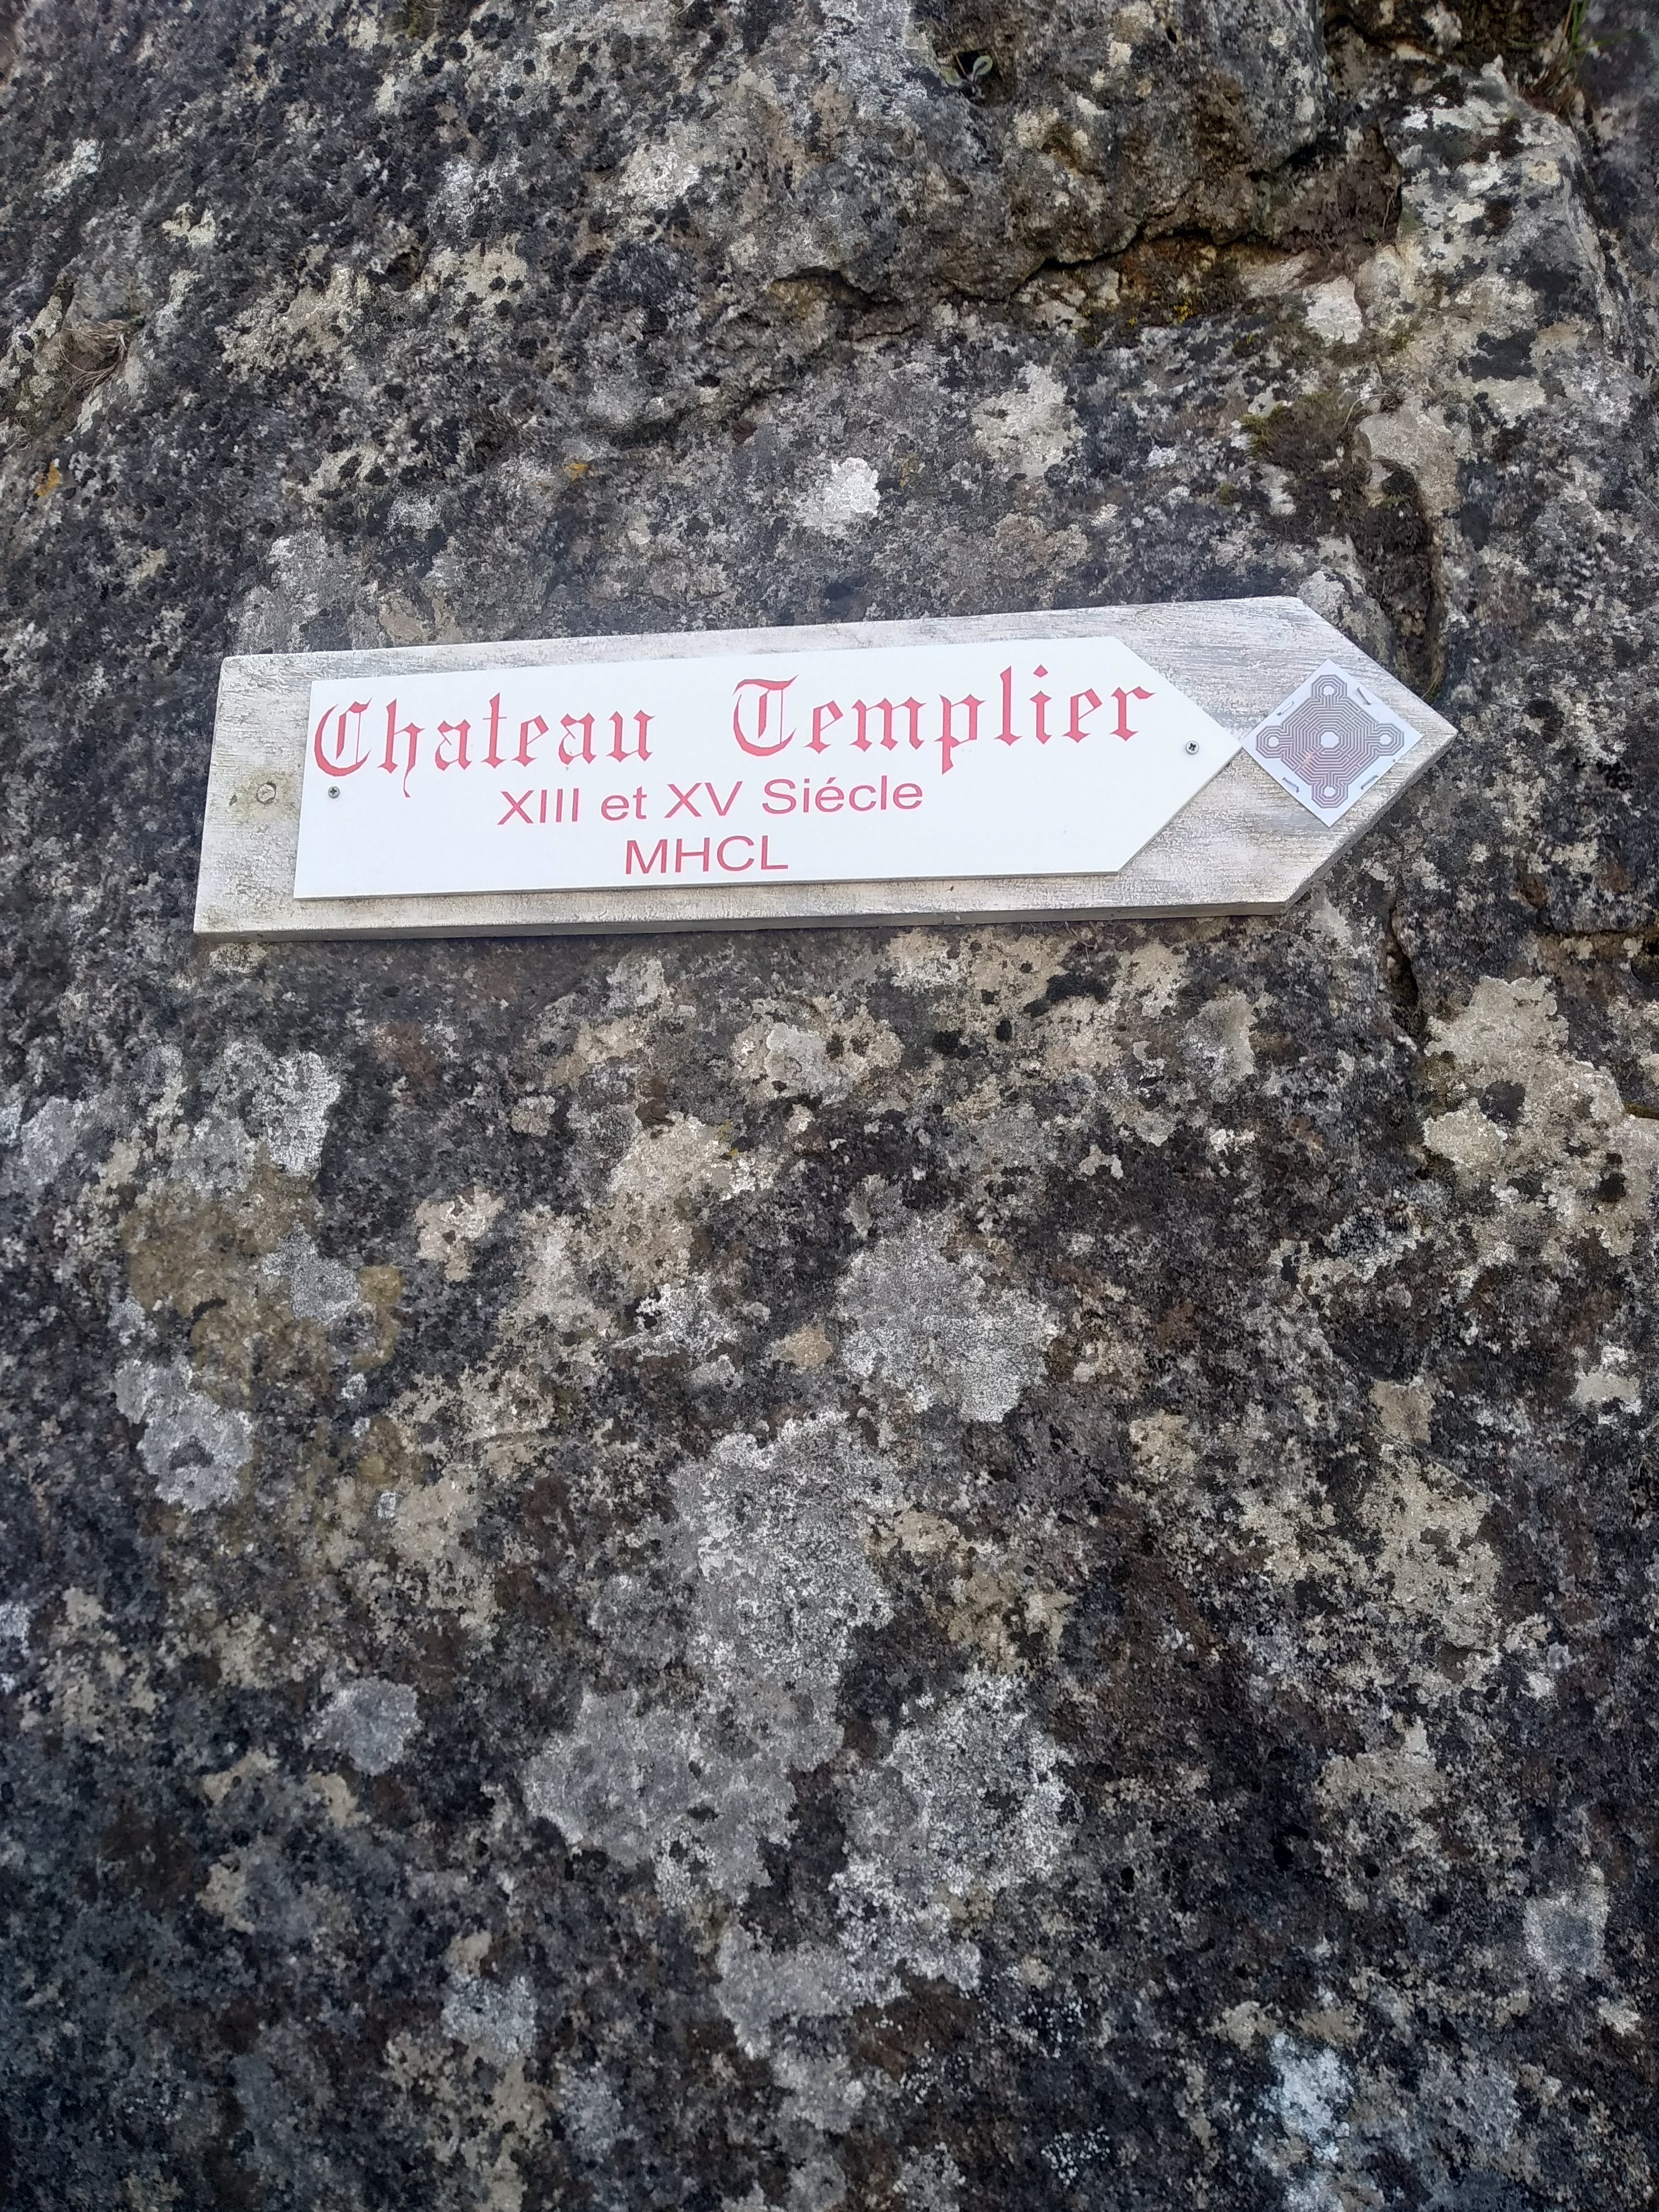 Chateau Templier
XIII et XV Siécle
MHCL